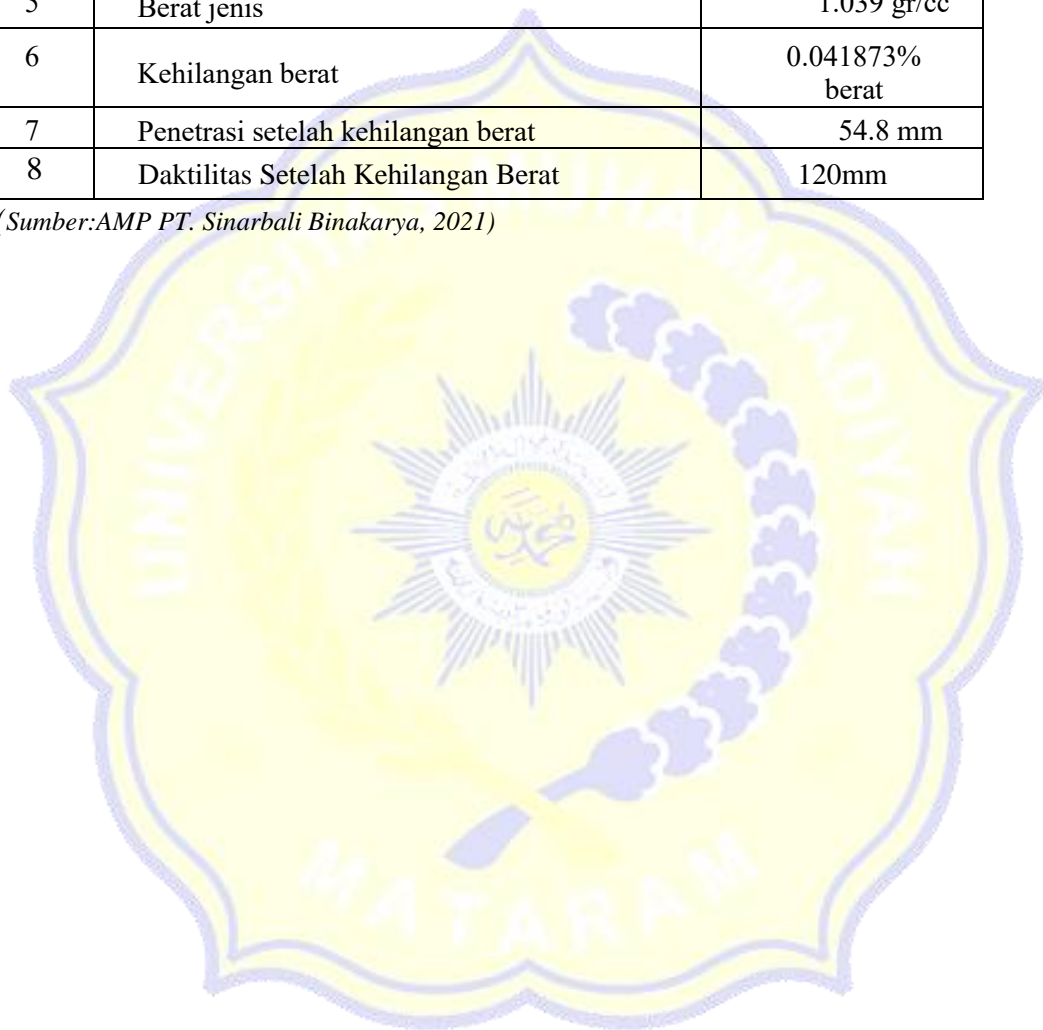 5 Berat jenis 1.039 gr/cc
6 Kehilangan berat 0.041873%
berat
7 Penetrasi setelah kehilangan berat 54.8 mm
8 Daktilitas Setelah Kehilangan Berat 120mm
(Sumber:AMP PT. Sinarbali Binakarya, 2021)
UNIVERSITAS MUHAMMADIYAH
MATARAM